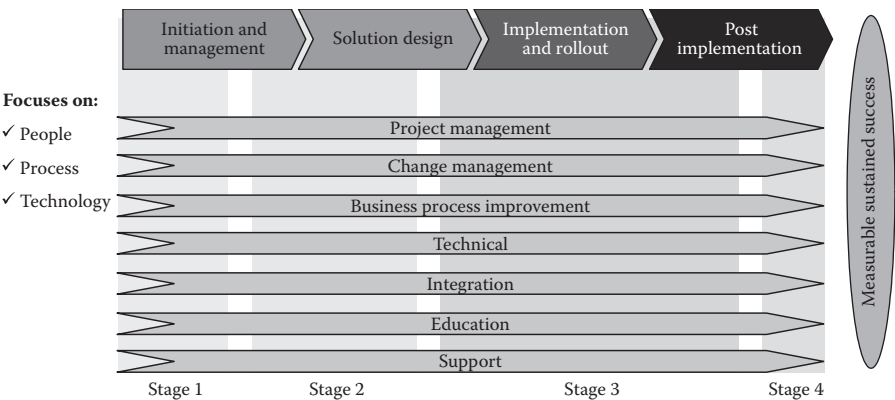 Initiation and
management
Solution design
Implementation
and rollout
Post
implementation
Focuses on:
✓ People
✓ Process
✓ Technology
Project management
Change management
Business process improvement
Technical
Integration
Education
Support
Stage 1
Stage 2
Stage 3
Stage 4
Measurable sustained success